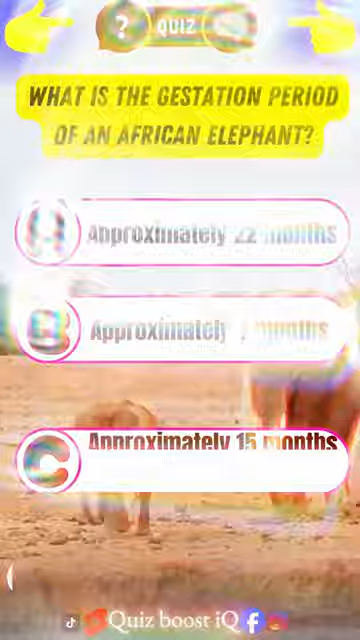 ?
QUIZ
WHAT IS THE GESTATION PERIOD
OF AN AFRICAN ELEPHANT?
A Approximately 22 months
B Approximately months
C Approximately 15 months
Quiz boost iQ